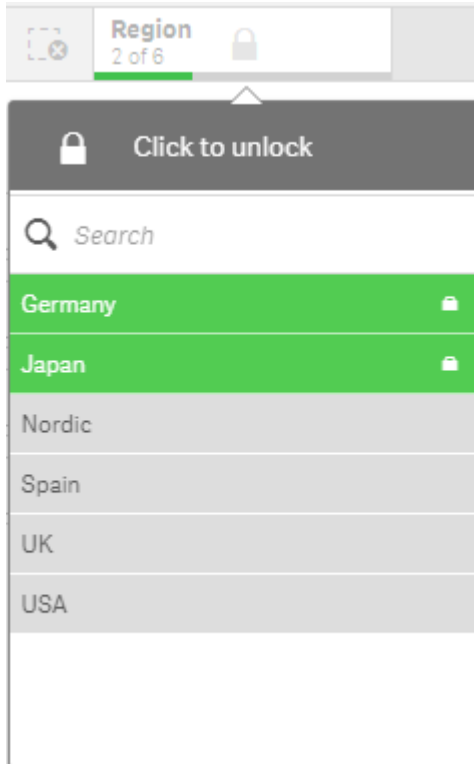 Region
2 of 6
Click to unlock
Search
Germany
Japan
Nordic
Spain
UK
USA